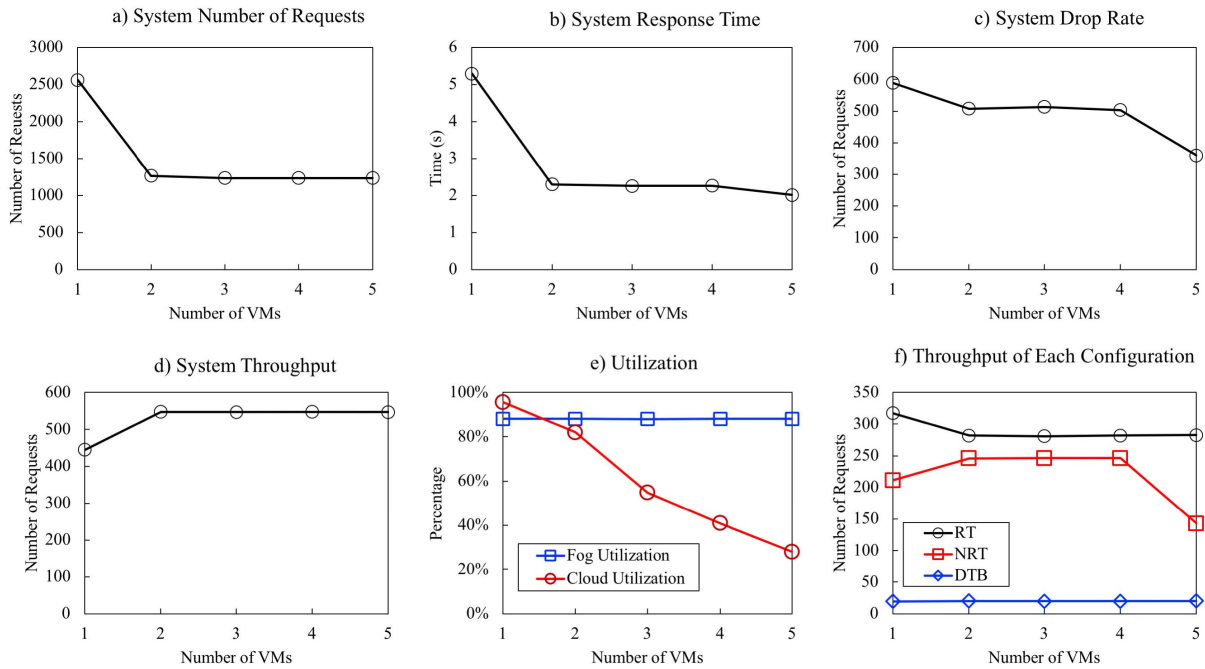 a) System Number of Requests
Number of Reuests
3000
2500
2000
1500
1000
500
0
1 2 3 4 5
Number of VMs
b) System Response Time
Time (s)
6
5
4
3
2
1
0
1 2 3 4 5
Number of VMs
c) System Drop Rate
Number of Requests
700
600
500
400
300
200
100
0
1 2 3 4 5
Number of VMs
d) System Throughput
Number of Requests
600
500
400
300
200
100
0
1 2 3 4 5
Number of VMs
e) Utilization
Percentage
100%
80%
60%
40%
20%
0%
Fog Utilization
Cloud Utilization
1 2 3 4 5
Number of VMs
f) Throughput of Each Configuration
Number of Requests
350
300
250
200
150
100
50
0
RT
NRT
DTB
1 2 3 4 5
Number of VMs